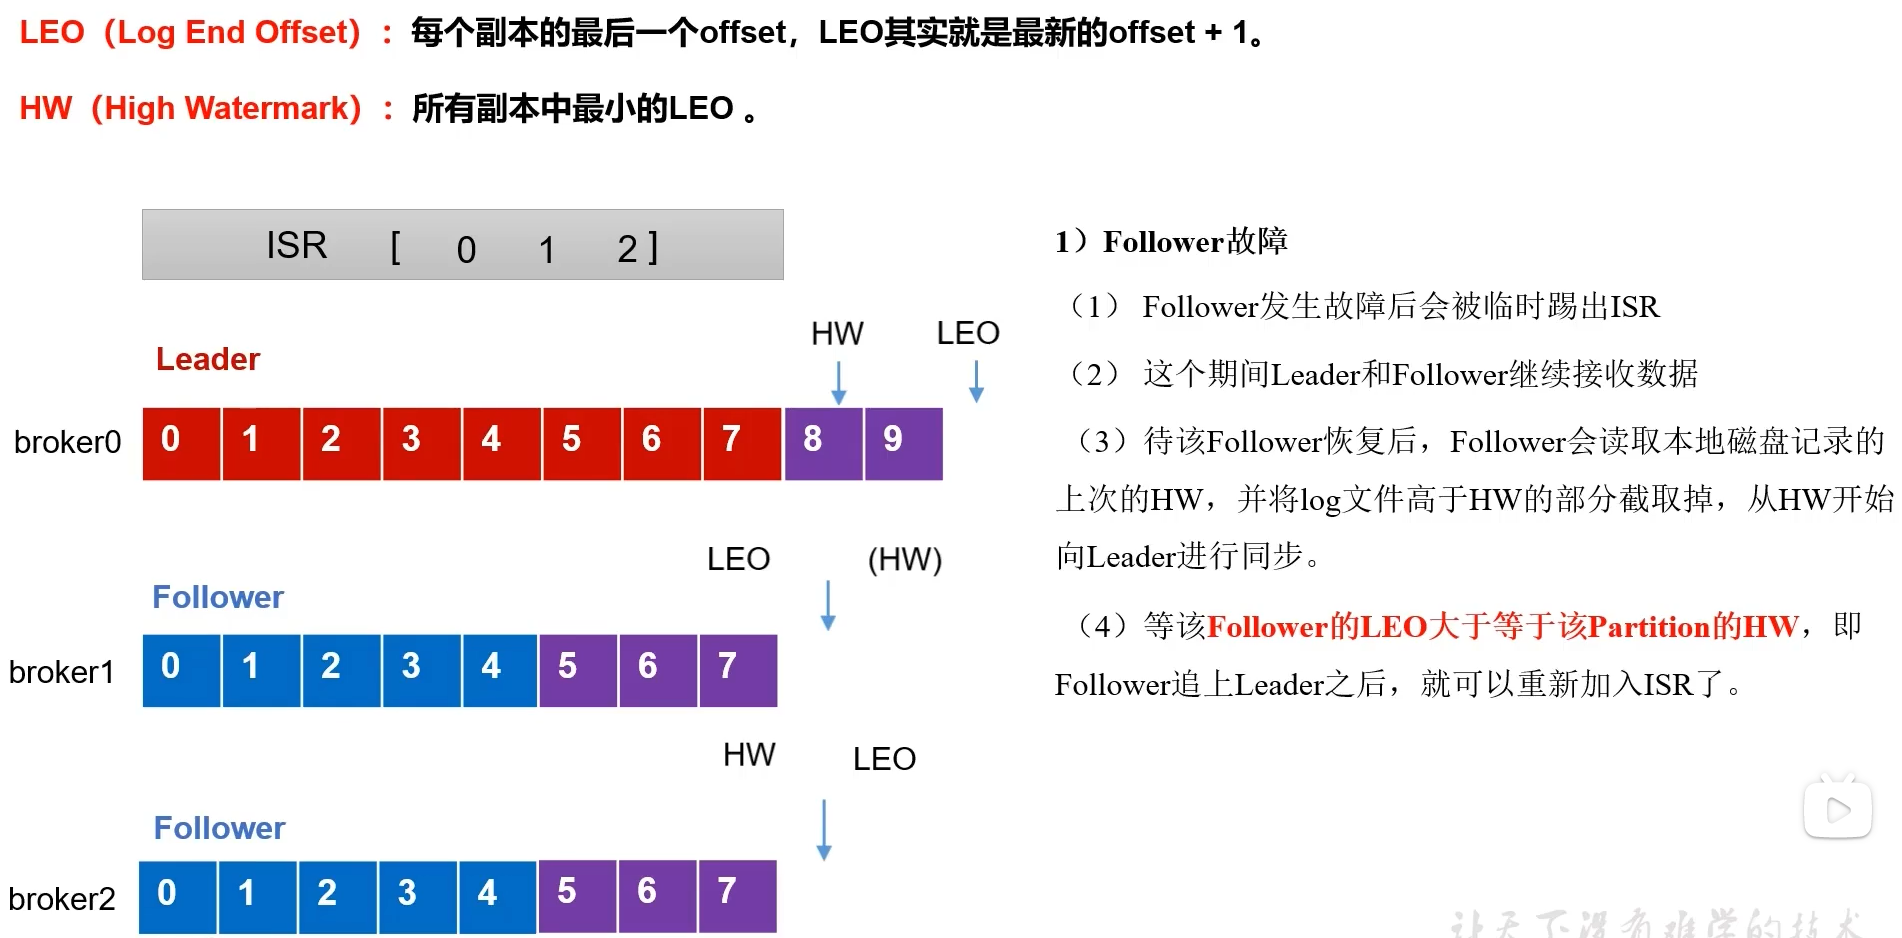 LEO（Log End Offset）：每个副本的最后一个offset，LEO其实就是最新的offset + 1。
HW（High Watermark）：所有副本中最小的LEO 。
ISR [ 0 1 2 ]
HW LEO
Leader
broker0 0 1 2 3 4 5 6 7 8 9
LEO (HW)
Follower
broker1 0 1 2 3 4 5 6 7
HW LEO
Follower
broker2 0 1 2 3 4 5 6 7
1）Follower故障
（1） Follower发生故障后会被临时踢出ISR
（2） 这个期间Leader和Follower继续接收数据
（3）待该Follower恢复后，Follower会读取本地磁盘记录的
上次的HW，并将log文件高于HW的部分截取掉，从HW开始
向Leader进行同步。
（4）等该Follower的LEO大于等于该Partition的HW，即
Follower追上Leader之后，就可以重新加入ISR了。
让天下没有难学的技术